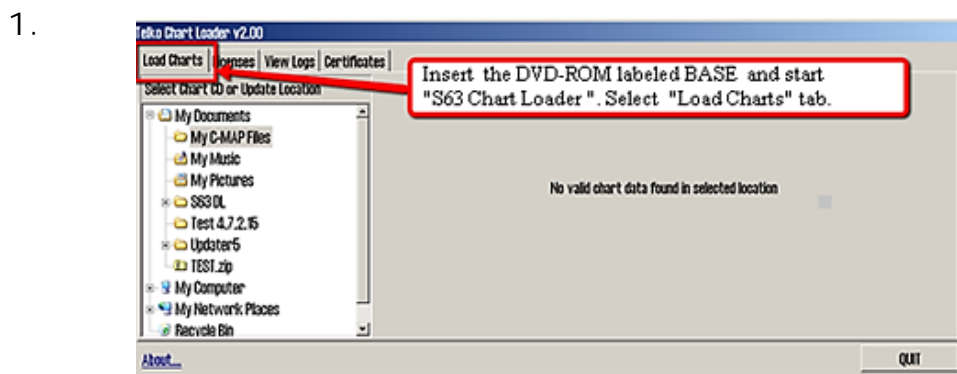 1.
Telko Chart Loader v2.00
Load Charts Licenses View Logs Certificates
Insert the DVD-ROM labeled BASE and start
"S63 Chart Loader ". Select "Load Charts" tab.
Select Chart CD or Update Location
My Documents
My C-MAP Files
My Music
My Pictures
S63 DL
Test 4.7.2.15
Updater5
TEST.zip
My Computer
My Network Places
Recycle Bin
No valid chart data found in selected location
About...
QUIT